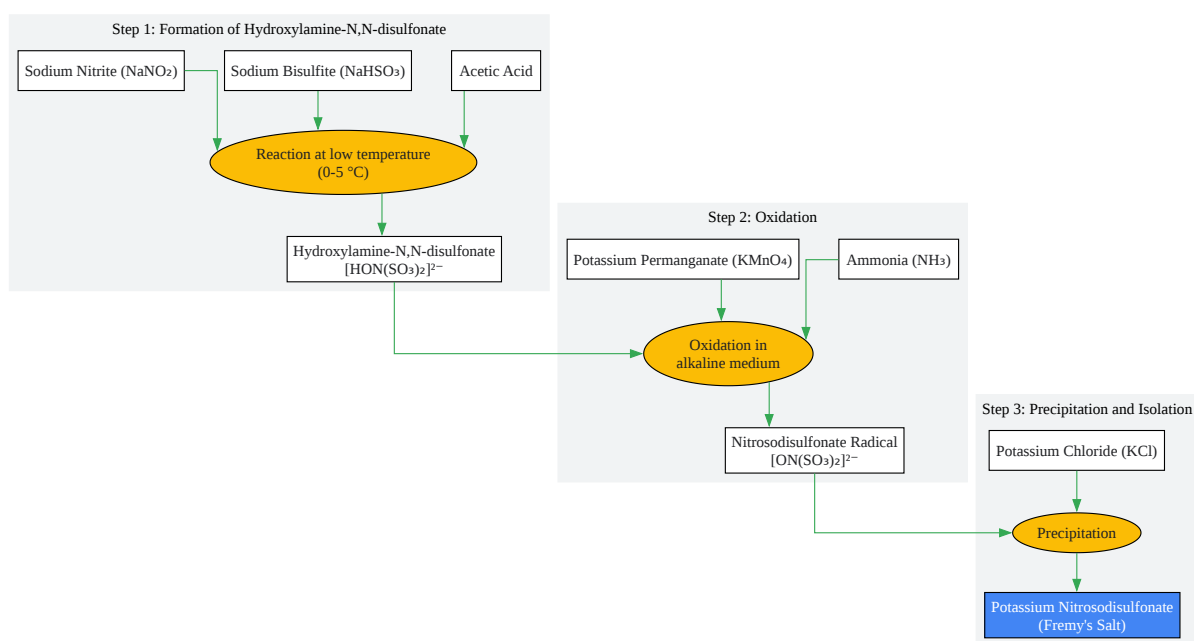 Step 1: Formation of Hydroxylamine-N,N-disulfonate
Sodium Nitrite (NaNO₂)
Sodium Bisulfite (NaHSO₃)
Acetic Acid
Reaction at low temperature
(0-5 °C)
Hydroxylamine-N,N-disulfonate
[HON(SO₃)₂]²⁻
Step 2: Oxidation
Potassium Permanganate (KMnO₄)
Ammonia (NH₃)
Oxidation in
alkaline medium
Nitrosodisulfonate Radical
[ON(SO₃)₂]²⁻
Step 3: Precipitation and Isolation
Potassium Chloride (KCl)
Precipitation
Potassium Nitrosodisulfonate
(Fremy's Salt)